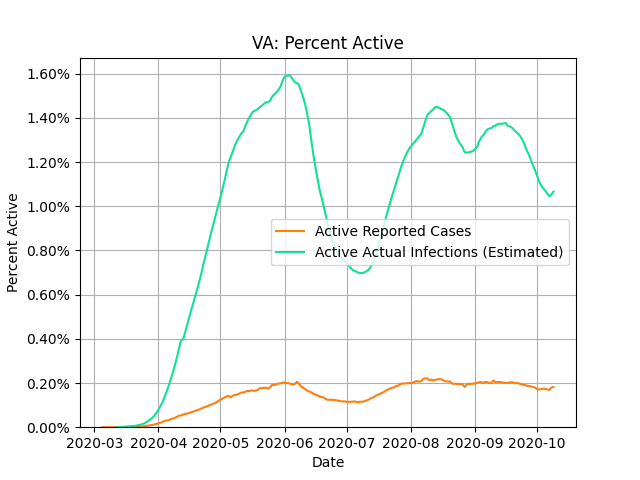 VA: Percent Active
1.60%
1.40%
1.20%
1.00%
0.80%
0.60%
0.40%
0.20%
0.00%
Percent Active
Active Reported Cases
Active Actual Infections (Estimated)
2020-03 2020-04 2020-05 2020-06 2020-07 2020-08 2020-09 2020-10
Date